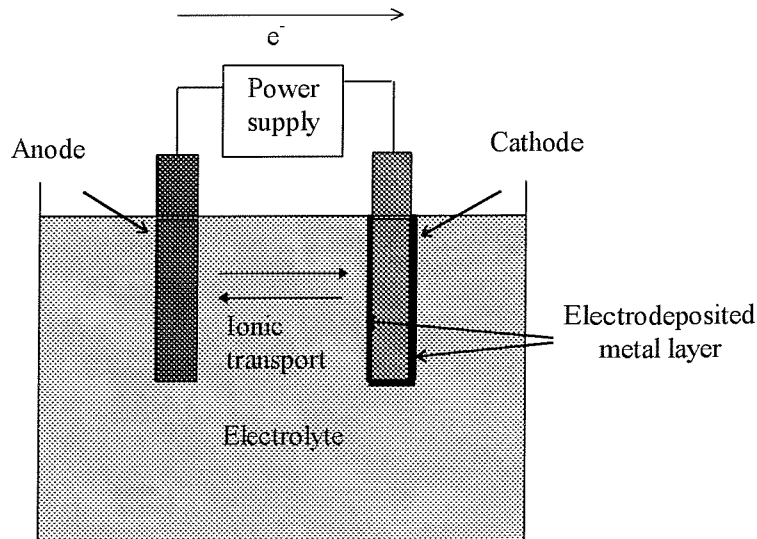 e-
Power
supply
Anode
Cathode
Ionic
transport
Electrodeposited
metal layer
Electrolyte